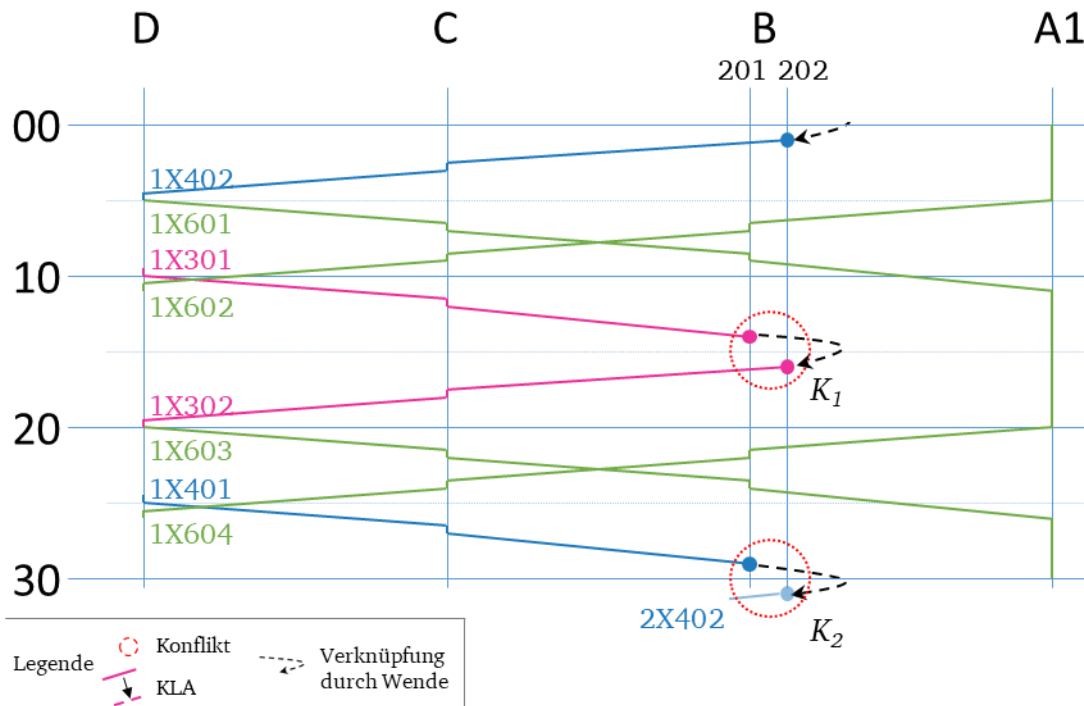 D C B A1
201 202
00
1X402
1X601
1X301
10
1X602
K1
1X302
20
1X603
1X401
1X604
30
2X402
K2
Konflikt
Legende
KLA
Verknüpfung
durch Wende